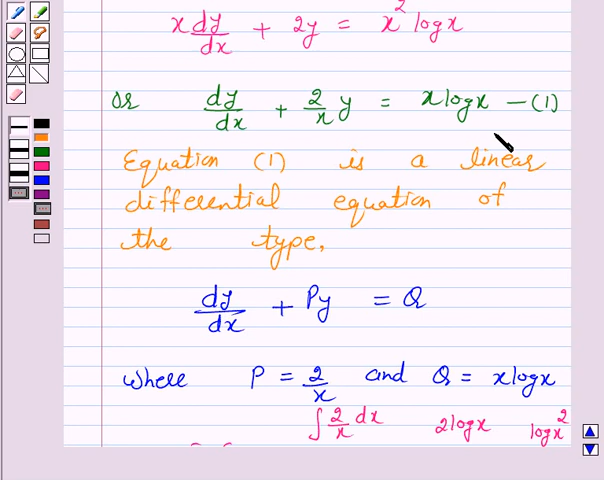 x dy/dx + 2y = x² log x
or dy/dx + 2/x y = x log x — (1)
Equation (1) is a linear
differential equation of
the type,
dy/dx + Py = Q
where P = 2/x and Q = x log x
∫ 2/x dx 2 log x log x²